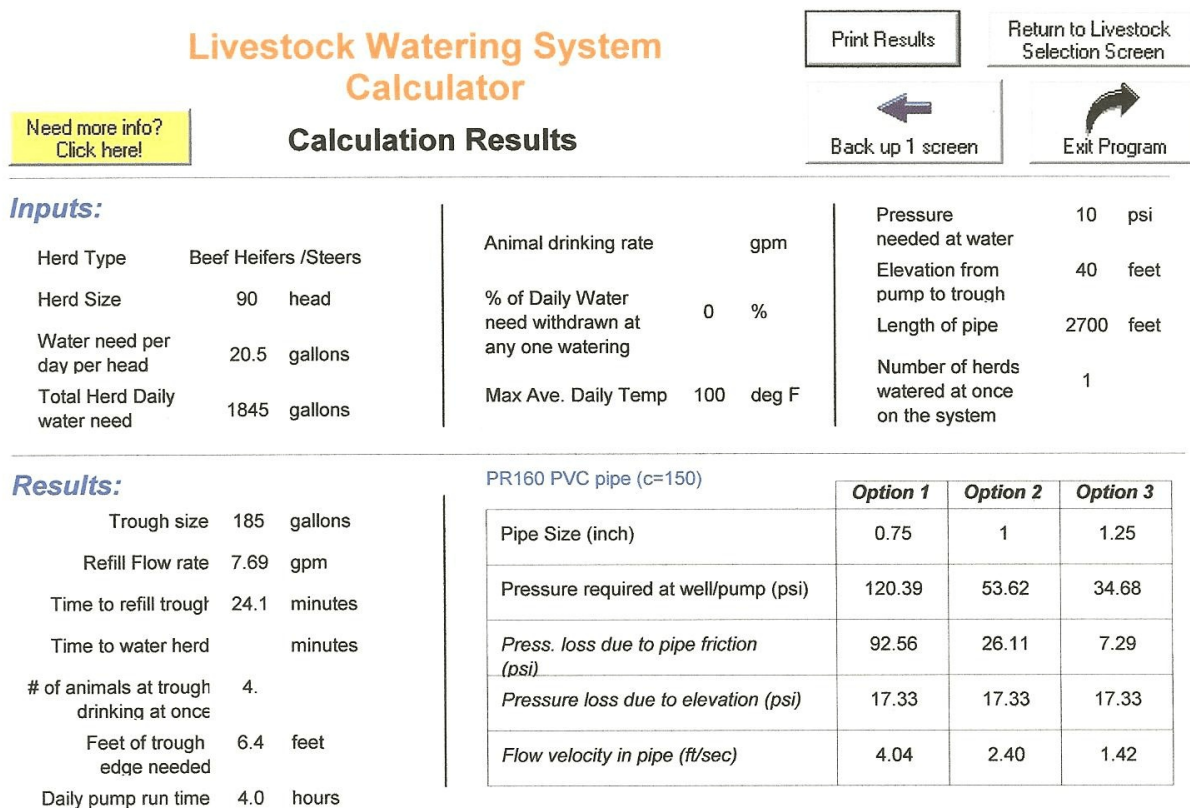 Livestock Watering System
Calculator
Calculation Results
Need more info?
Click here!
Print Results
Return to Livestock
Selection Screen
Back up 1 screen
Exit Program
Inputs:
Herd Type Beef Heifers /Steers
Herd Size 90 head
Water need per
day per head 20.5 gallons
Total Herd Daily
water need 1845 gallons
Animal drinking rate gpm
% of Daily Water
need withdrawn at
any one watering 0 %
Max Ave. Daily Temp 100 deg F
Pressure
needed at water 10 psi
Elevation from
pump to trough 40 feet
Length of pipe 2700 feet
Number of herds
watered at once
on the system 1
Results:
Trough size 185 gallons
Refill Flow rate 7.69 gpm
Time to refill trough 24.1 minutes
Time to water herd minutes
# of animals at trough
drinking at once 4.
Feet of trough
edge needed 6.4 feet
Daily pump run time 4.0 hours
PR160 PVC pipe (c=150)
Option 1 Option 2 Option 3
Pipe Size (inch) 0.75 1 1.25
Pressure required at well/pump (psi) 120.39 53.62 34.68
Press. loss due to pipe friction
(psi) 92.56 26.11 7.29
Pressure loss due to elevation (psi) 17.33 17.33 17.33
Flow velocity in pipe (ft/sec) 4.04 2.40 1.42